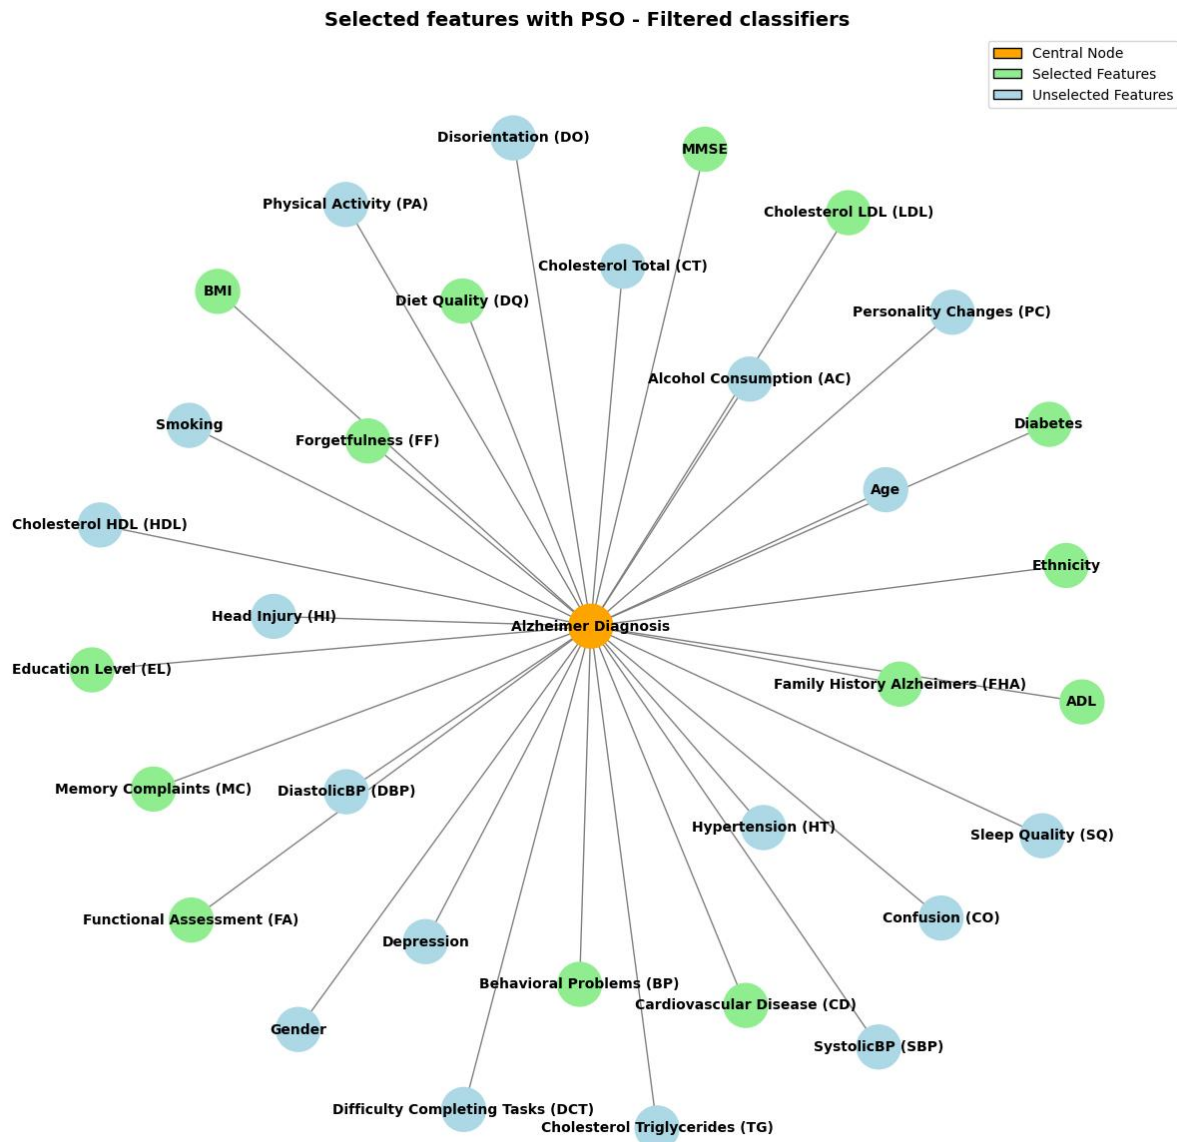 Selected features with PSO - Filtered classifiers
Central Node
Selected Features
Unselected Features
Disorientation (DO)
MMSE
Physical Activity (PA)
Cholesterol LDL (LDL)
Cholesterol Total (CT)
BMI
Diet Quality (DQ)
Personality Changes (PC)
Alcohol Consumption (AC)
Smoking
Forgetfulness (FF)
Diabetes
Age
Cholesterol HDL (HDL)
Ethnicity
Head Injury (HI)
Alzheimer Diagnosis
Education Level (EL)
Family History Alzheimers (FHA)
ADL
Memory Complaints (MC)
DiastolicBP (DBP)
Hypertension (HT)
Sleep Quality (SQ)
Functional Assessment (FA)
Confusion (CO)
Depression
Behavioral Problems (BP)
Cardiovascular Disease (CD)
Gender
SystolicBP (SBP)
Difficulty Completing Tasks (DCT)
Cholesterol Triglycerides (TG)